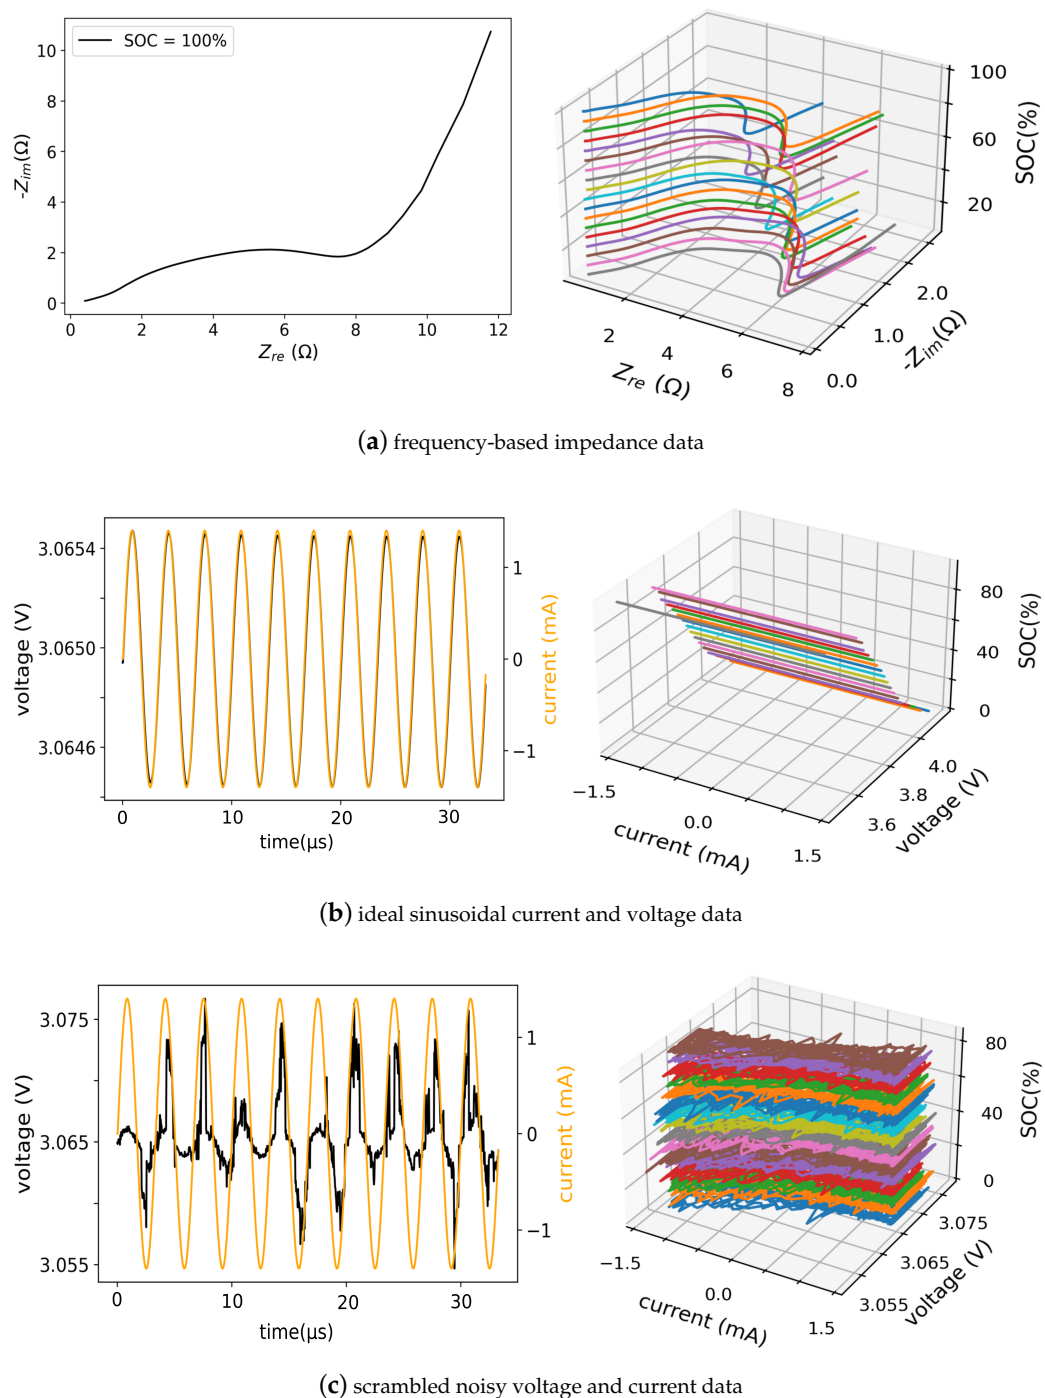 SOC = 100%
10
8
6
4
2
0
-Z_im(Ω)
0 2 4 6 8 10 12
Z_re (Ω)
100
60
20
SOC(%)
2.0
1.0
0.0
-Z_im(Ω)
2 4 6 8
Z_re (Ω)
(a) frequency-based impedance data
3.0654
3.0650
3.0646
voltage (V)
1
0
−1
current (mA)
0 10 20 30
time(μs)
80
40
0
SOC(%)
4.0
3.8
3.6
voltage (V)
−1.5 0.0 1.5
current (mA)
(b) ideal sinusoidal current and voltage data
3.075
3.065
3.055
voltage (V)
1
0
−1
current (mA)
0 10 20 30
time(μs)
80
40
0
SOC(%)
3.075
3.065
3.055
voltage (V)
−1.5 0.0 1.5
current (mA)
(c) scrambled noisy voltage and current data